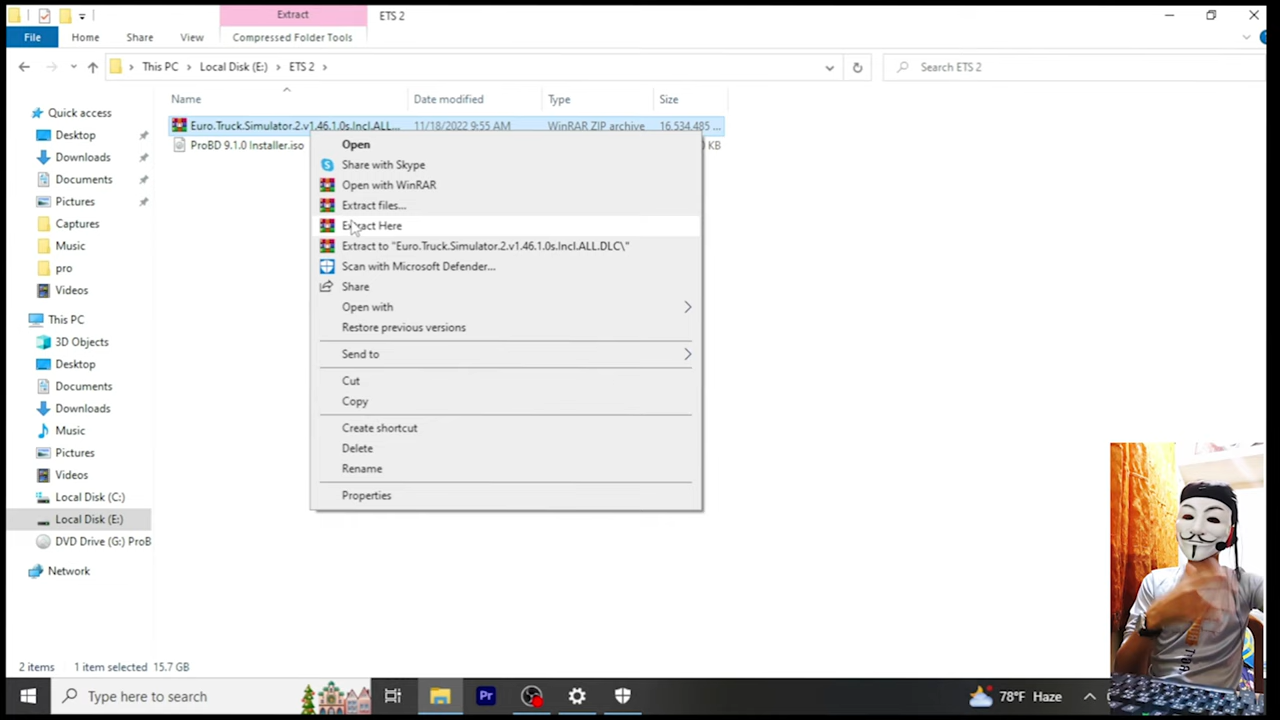 Extract
ETS 2
File
Home
Share
View
Compressed Folder Tools
This PC
Local Disk (E:)
ETS 2
Search ETS 2
Name
Date modified
Type
Size
Euro.Truck.Simulator.2.v1.46.1.0s.Incl.ALL...
11/18/2022 9:55 AM
WinRAR ZIP archive
16,534,485 ...
ProBD 9.1.0 Installer.iso
KB
Quick access
Desktop
Downloads
Documents
Pictures
Captures
Music
pro
Videos
This PC
3D Objects
Desktop
Documents
Downloads
Music
Pictures
Videos
Local Disk (C:)
Local Disk (E:)
DVD Drive (G:) ProB
Network
Open
Share with Skype
Open with WinRAR
Extract files...
Extract Here
Extract to "Euro.Truck.Simulator.2.v1.46.1.0s.Incl.ALL.DLC\"
Scan with Microsoft Defender...
Share
Open with
Restore previous versions
Send to
Cut
Copy
Create shortcut
Delete
Rename
Properties
2 items
1 item selected 15.7 GB
Type here to search
Pr
78°F Haze